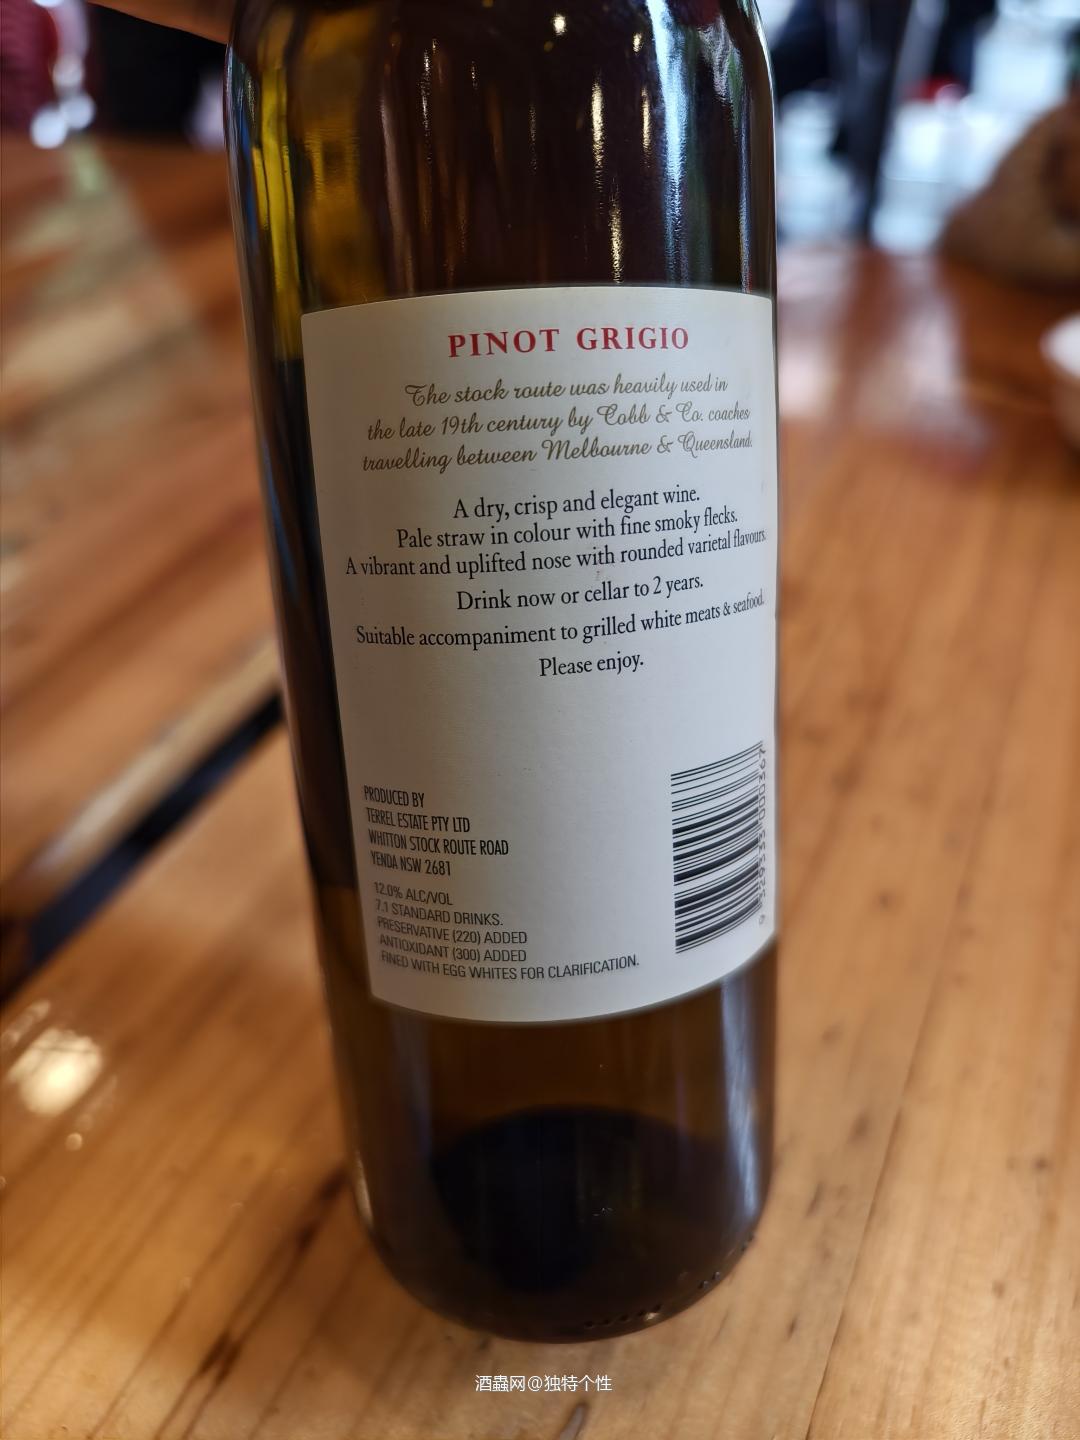 PINOT GRIGIO
The stock route was heavily used in
the late 19th century by Cobb & Co. coaches
travelling between Melbourne & Queensland.
A dry, crisp and elegant wine.
Pale straw in colour with fine smoky flecks.
A vibrant and uplifted nose with rounded varietal flavours.
Drink now or cellar to 2 years.
Suitable accompaniment to grilled white meats & seafood.
Please enjoy.
PRODUCED BY
TERREL ESTATE PTY LTD
WHITTON STOCK ROUTE ROAD
YENDA NSW 2681
12.0% ALC/VOL
7.1 STANDARD DRINKS.
PRESERVATIVE (220) ADDED
ANTIOXIDANT (300) ADDED
FINED WITH EGG WHITES FOR CLARIFICATION.
酒蟲网@独特个性